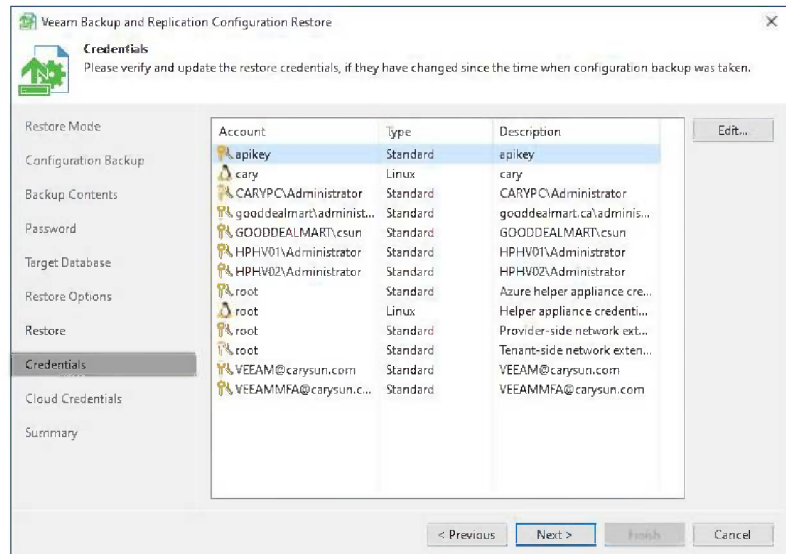 Veeam Backup and Replication Configuration Restore
Credentials
Please verify and update the restore credentials, if they have changed since the time when configuration backup was taken.
Restore Mode
Configuration Backup
Backup Contents
Password
Target Database
Restore Options
Restore
Credentials
Cloud Credentials
Summary
Account Type Description
apikey Standard apikey
cary Linux cary
CARYPC\Administrator Standard CARYPC\Administrator
gooddealmart\administ... Standard gooddealmart.ca\adminis...
GOODDEALMART\csun Standard GOODDEALMART\csun
HPHV01\Administrator Standard HPHV01\Administrator
HPHV02\Administrator Standard HPHV02\Administrator
root Standard Azure helper appliance cre...
root Linux Helper appliance credenti...
root Standard Provider-side network ext...
root Standard Tenant-side network exten...
VEEAM@carysun.com Standard VEEAM@carysun.com
VEEAMMFA@carysun.c... Standard VEEAMMFA@carysun.com
Edit...
< Previous Next > Finish Cancel